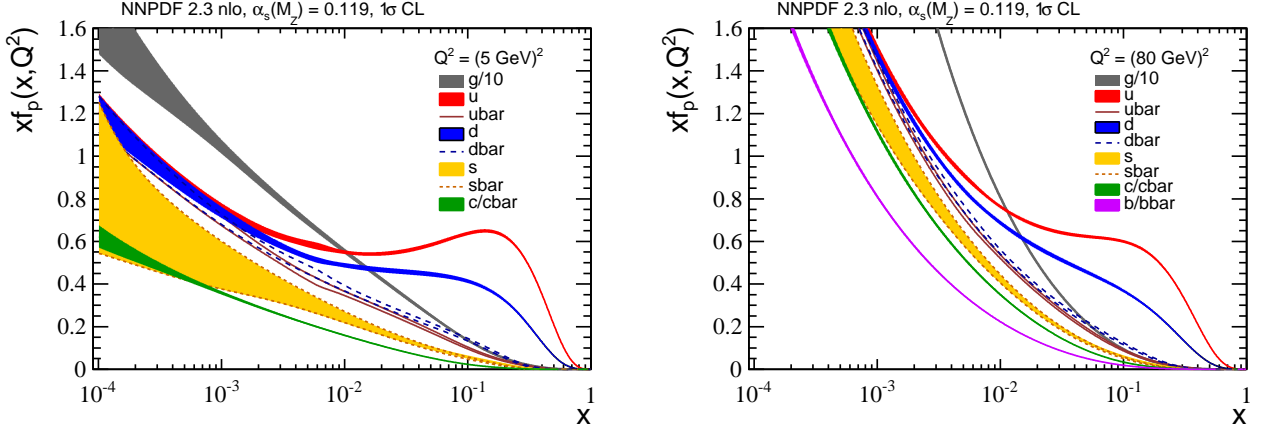 NNPDF 2.3 nlo, αs(MZ) = 0.119, 1σ CL
xfp(x,Q²)
1.6
1.4
1.2
1
0.8
0.6
0.4
0.2
0
Q² = (5 GeV)²
g/10
u
ubar
d
dbar
s
sbar
c/cbar
10⁻⁴
10⁻³
10⁻²
10⁻¹
1
x
NNPDF 2.3 nlo, αs(MZ) = 0.119, 1σ CL
xfp(x,Q²)
1.6
1.4
1.2
1
0.8
0.6
0.4
0.2
0
Q² = (80 GeV)²
g/10
u
ubar
d
dbar
s
sbar
c/cbar
b/bbar
10⁻⁴
10⁻³
10⁻²
10⁻¹
1
x